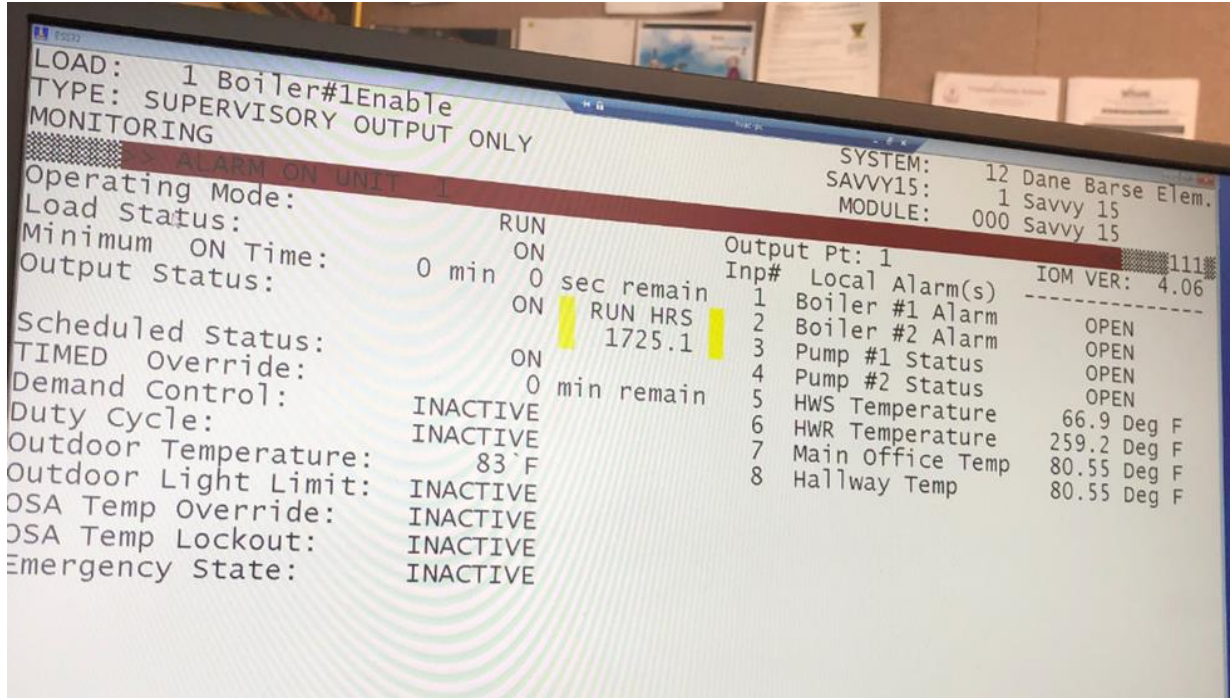 LOAD: 1 Boiler#1Enable
TYPE: SUPERVISORY OUTPUT ONLY
MONITORING
SYSTEM: 12 Dane Barse Elem.
SAVVY15: 1 Savvy 15
MODULE: 000 Savvy 15
>> ALARM ON UNIT 1
111
Operating Mode: RUN
Load Status: ON
Minimum ON Time: 0 min 0 sec remain
Output Status: ON
RUN HRS
1725.1
Scheduled Status: ON
TIMED Override: 0 min remain
Demand Control: INACTIVE
Duty Cycle: INACTIVE
Outdoor Temperature: 83`F
Outdoor Light Limit: INACTIVE
OSA Temp Override: INACTIVE
OSA Temp Lockout: INACTIVE
Emergency State: INACTIVE
Output Pt: 1 IOM VER: 4.06
Inp# Local Alarm(s) ------------
1 Boiler #1 Alarm OPEN
2 Boiler #2 Alarm OPEN
3 Pump #1 Status OPEN
4 Pump #2 Status OPEN
5 HWS Temperature 66.9 Deg F
6 HWR Temperature 259.2 Deg F
7 Main Office Temp 80.55 Deg F
8 Hallway Temp 80.55 Deg F